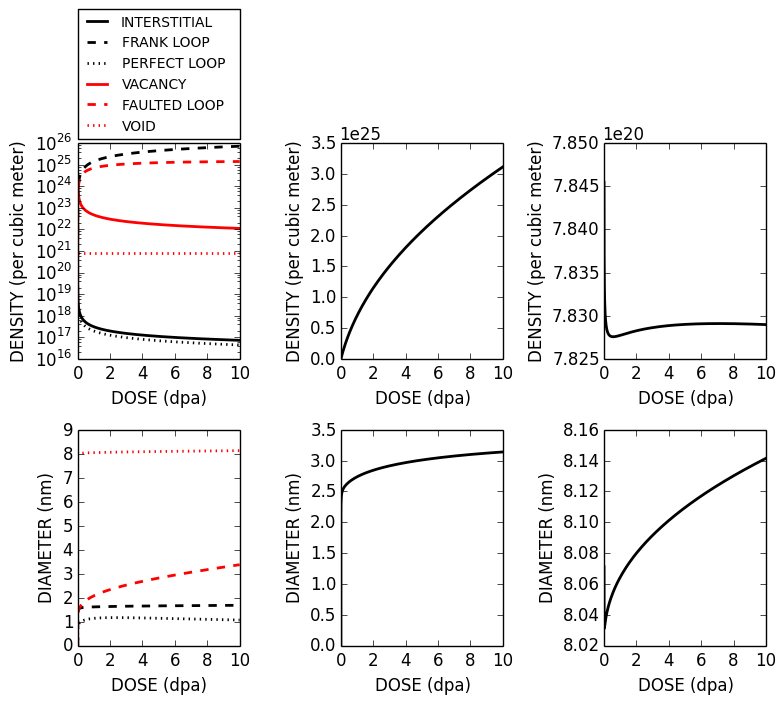 INTERSTITIAL
FRANK LOOP
PERFECT LOOP
VACANCY
FAULTED LOOP
VOID
DENSITY (per cubic meter)
10^26
10^25
10^24
10^23
10^22
10^21
10^20
10^19
10^18
10^17
10^16
0 2 4 6 8 10
DOSE (dpa)
1e25
DENSITY (per cubic meter)
3.5
3.0
2.5
2.0
1.5
1.0
0.5
0.0
0 2 4 6 8 10
DOSE (dpa)
1e20
DENSITY (per cubic meter)
7.850
7.845
7.840
7.835
7.830
7.825
0 2 4 6 8 10
DOSE (dpa)
DIAMETER (nm)
9
8
7
6
5
4
3
2
1
0
0 2 4 6 8 10
DOSE (dpa)
DIAMETER (nm)
3.5
3.0
2.5
2.0
1.5
1.0
0.5
0.0
0 2 4 6 8 10
DOSE (dpa)
DIAMETER (nm)
8.16
8.14
8.12
8.10
8.08
8.06
8.04
8.02
0 2 4 6 8 10
DOSE (dpa)